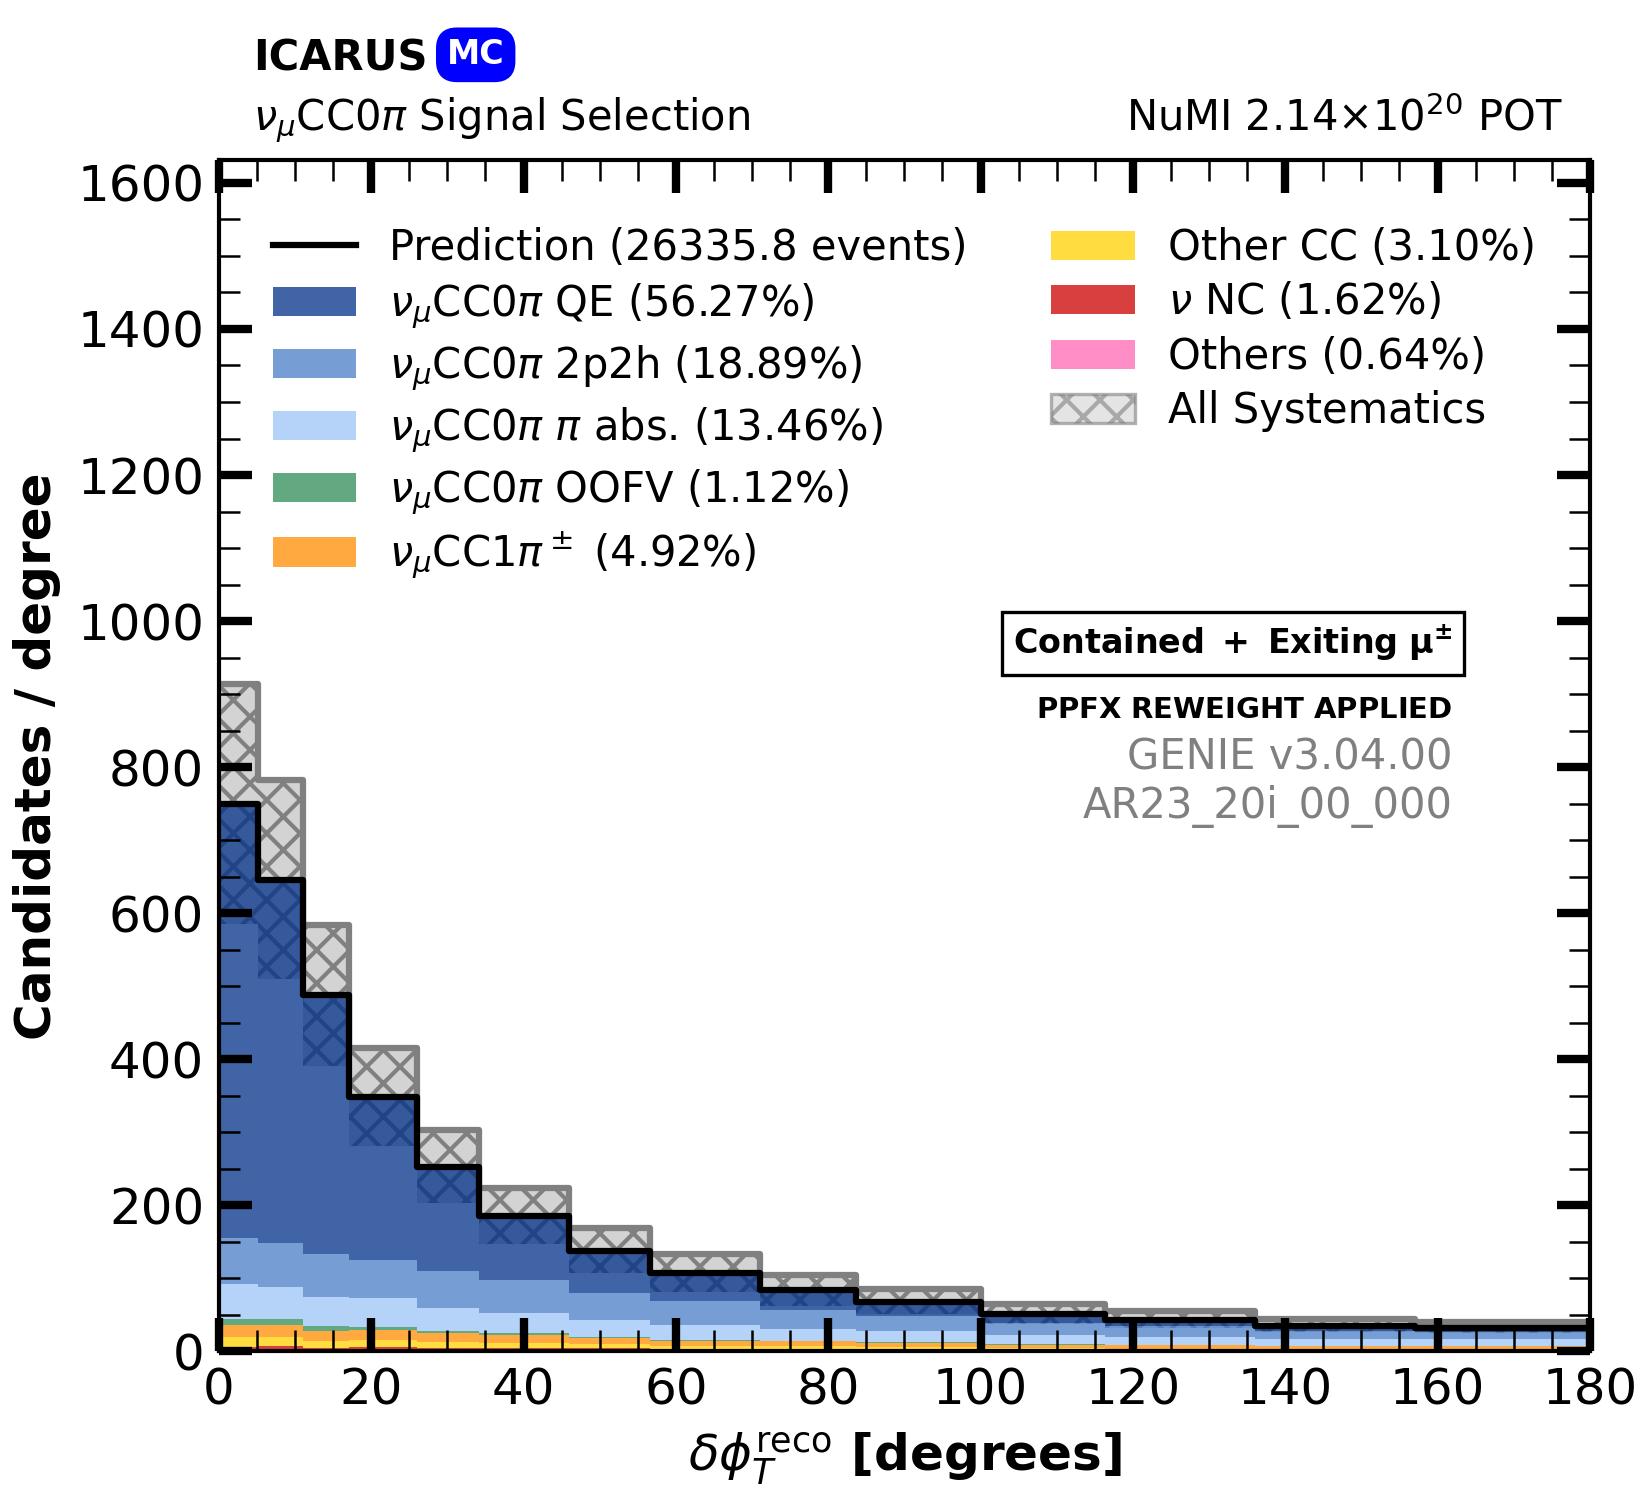 ICARUS MC
νμCC0π Signal Selection
NuMI 2.14×10^20 POT
Candidates / degree
1600
1400
1200
1000
800
600
400
200
0
Prediction (26335.8 events)
νμCC0π QE (56.27%)
νμCC0π 2p2h (18.89%)
νμCC0π π abs. (13.46%)
νμCC0π OOFV (1.12%)
νμCC1π± (4.92%)
Other CC (3.10%)
ν NC (1.62%)
Others (0.64%)
All Systematics
Contained + Exiting μ±
PPFX REWEIGHT APPLIED
GENIE v3.04.00
AR23_20i_00_000
0 20 40 60 80 100 120 140 160 180
δϕ_T^reco [degrees]